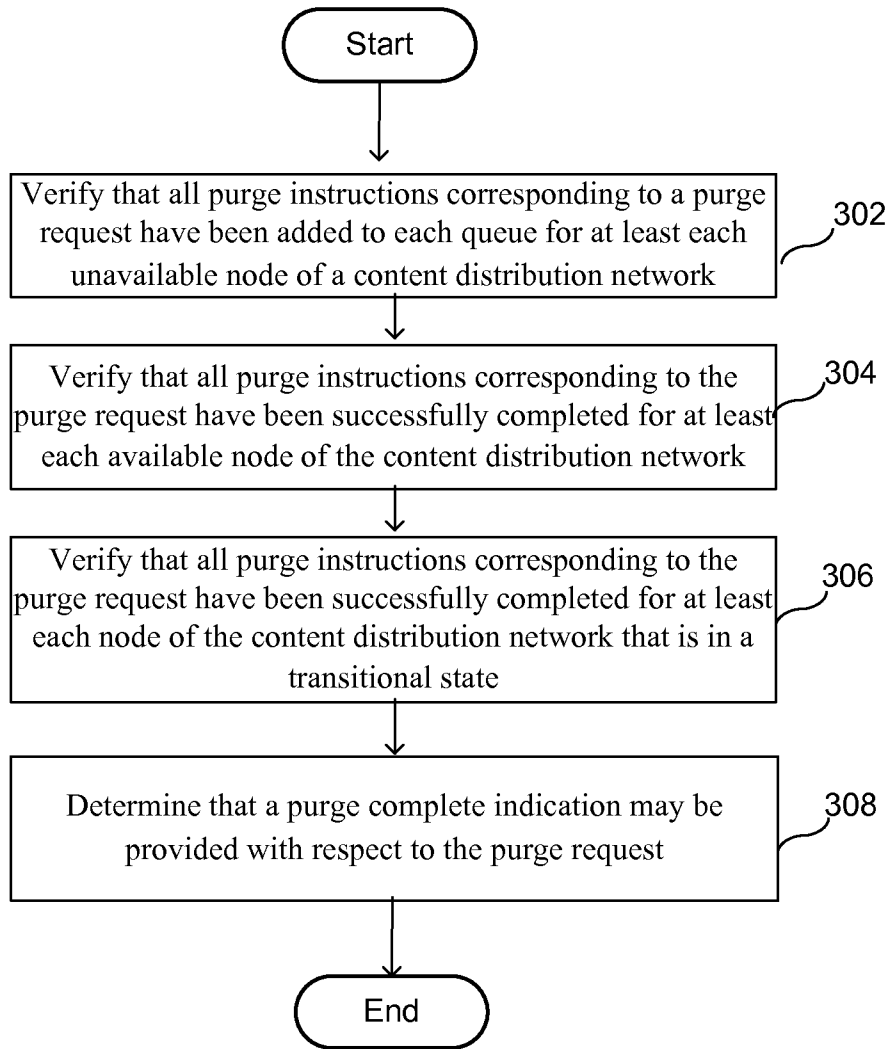 Start
Verify that all purge instructions corresponding to a purge
request have been added to each queue for at least each
unavailable node of a content distribution network
302
Verify that all purge instructions corresponding to the
purge request have been successfully completed for at least
each available node of the content distribution network
304
Verify that all purge instructions corresponding to the
purge request have been successfully completed for at least
each node of the content distribution network that is in a
transitional state
306
Determine that a purge complete indication may be
provided with respect to the purge request
308
End